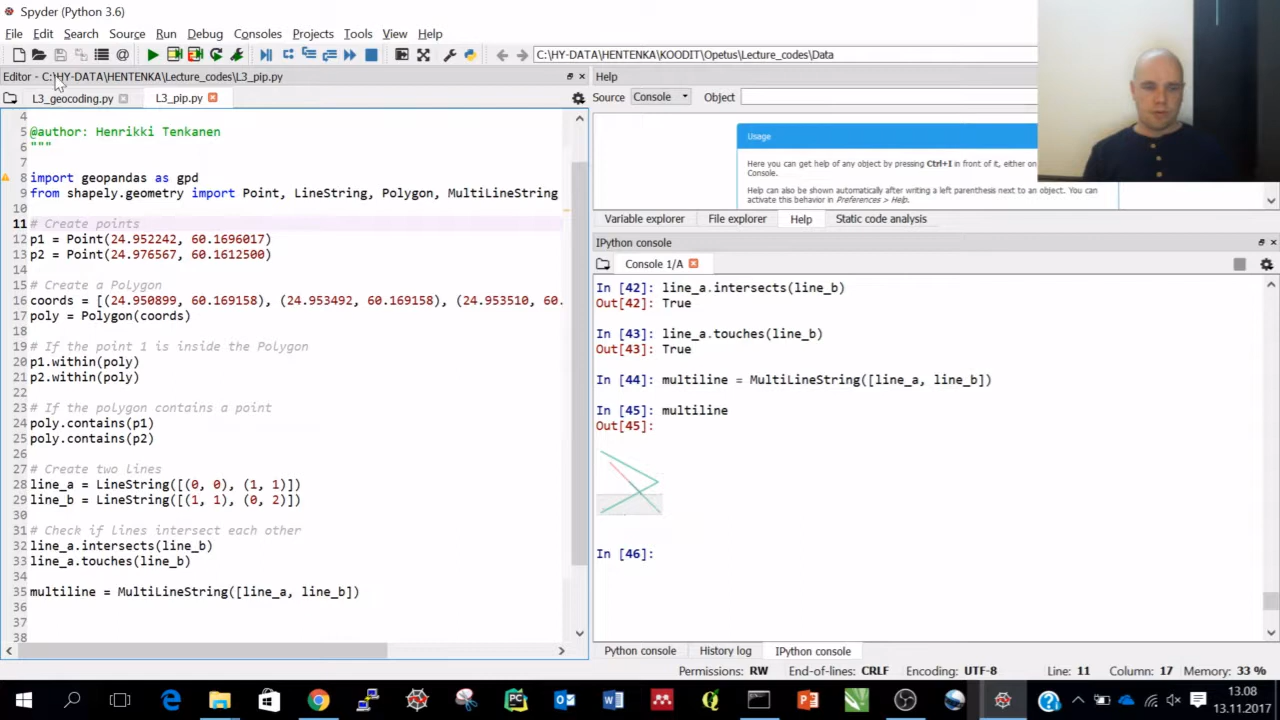 Spyder (Python 3.6)
File Edit Search Source Run Debug Consoles Projects Tools View Help
C:\HY-DATA\HENTENKA\KOODIT\Opetus\Lecture_codes\Data
Editor - C:\HY-DATA\HENTENKA\Lecture_codes\L3_pip.py
L3_geocoding.py L3_pip.py
4
5 @author: Henrikki Tenkanen
6 """
7
8 import geopandas as gpd
9 from shapely.geometry import Point, LineString, Polygon, MultiLineString
10
11 # Create points
12 p1 = Point(24.952242, 60.1696017)
13 p2 = Point(24.976567, 60.1612500)
14
15 # Create a Polygon
16 coords = [(24.950899, 60.169158), (24.953492, 60.169158), (24.953510, 60.
17 poly = Polygon(coords)
18
19 # If the point 1 is inside the Polygon
20 p1.within(poly)
21 p2.within(poly)
22
23 # If the polygon contains a point
24 poly.contains(p1)
25 poly.contains(p2)
26
27 # Create two lines
28 line_a = LineString([(0, 0), (1, 1)])
29 line_b = LineString([(1, 1), (0, 2)])
30
31 # Check if lines intersect each other
32 line_a.intersects(line_b)
33 line_a.touches(line_b)
34
35 multiline = MultiLineString([line_a, line_b])
36
37
38
Help
Source Console Object
Usage
Here you can get help of any object by pressing Ctrl+I in front of it, either on
Console.
Help can also be shown automatically after writing a left parenthesis next to an object. You can
activate this behavior in Preferences > Help.
Variable explorer File explorer Help Static code analysis
IPython console
Console 1/A
In [42]: line_a.intersects(line_b)
Out[42]: True
In [43]: line_a.touches(line_b)
Out[43]: True
In [44]: multiline = MultiLineString([line_a, line_b])
In [45]: multiline
Out[45]:
In [46]:
Python console History log IPython console
Permissions: RW End-of-lines: CRLF Encoding: UTF-8 Line: 11 Column: 17 Memory: 33 %
13.08
13.11.2017